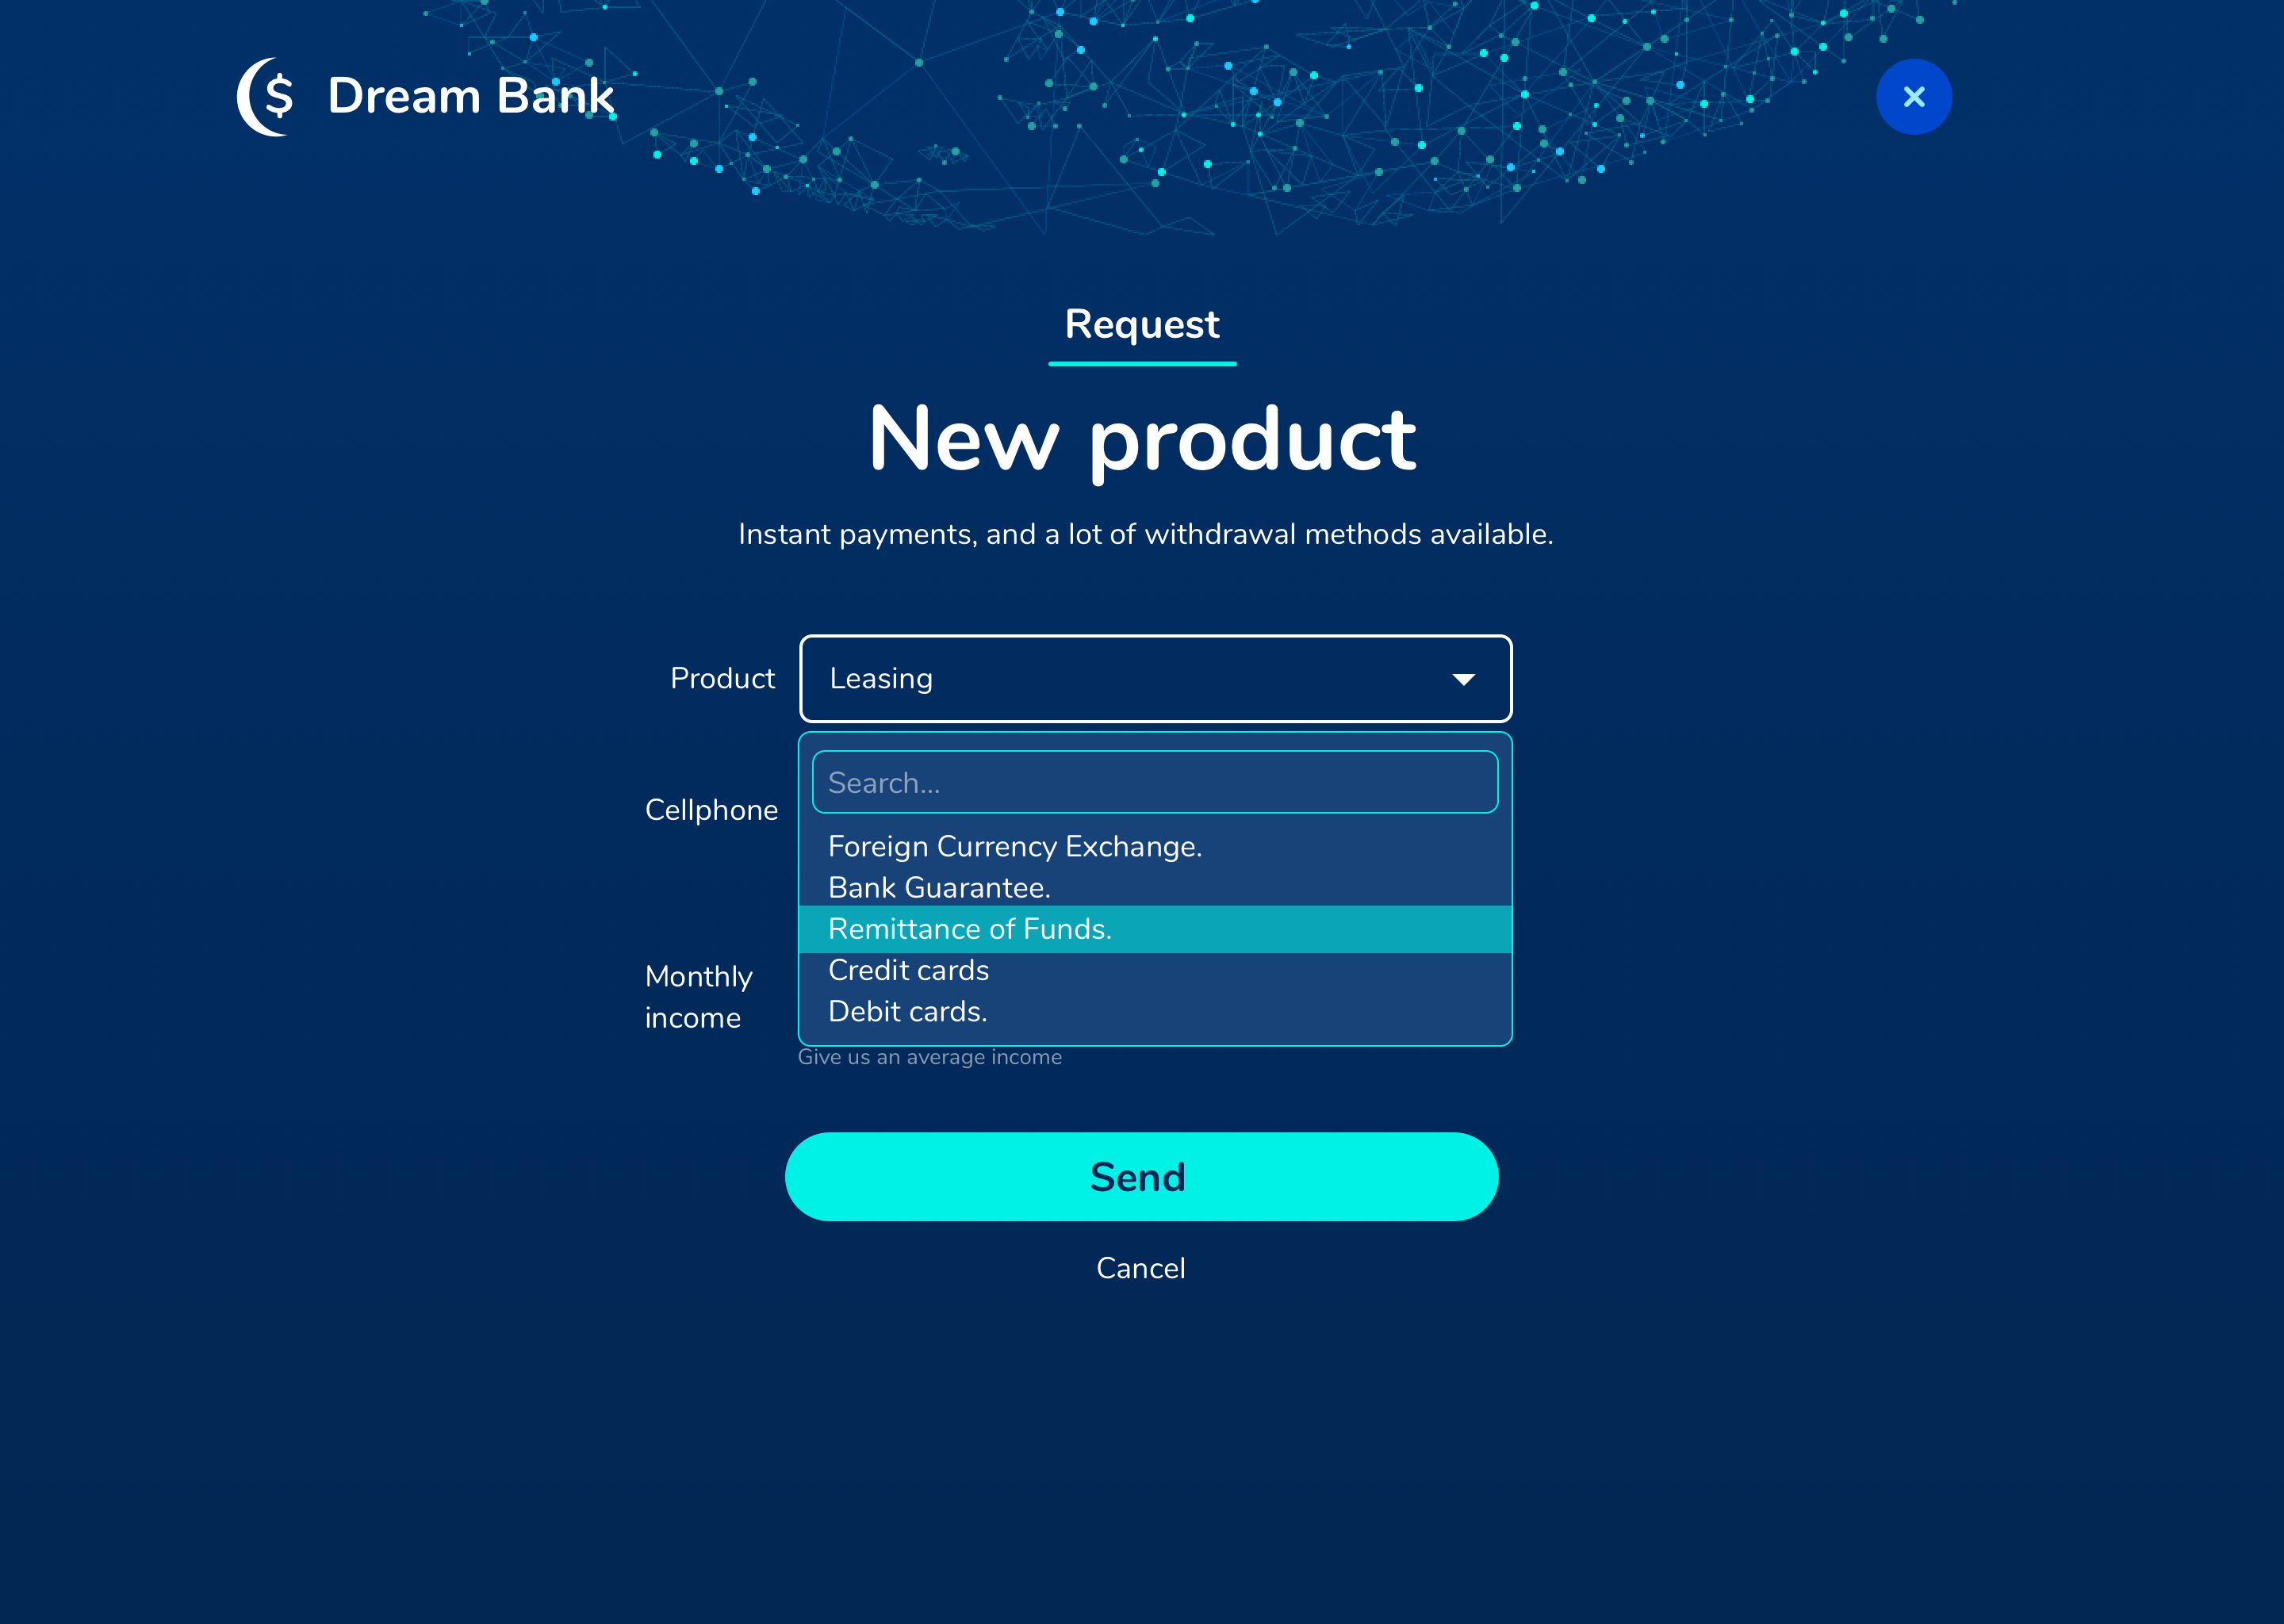 Dream Bank
Request
New product
Instant payments, and a lot of withdrawal methods available.
Product
Leasing
Search...
Cellphone
Foreign Currency Exchange.
Bank Guarantee.
Remittance of Funds.
Credit cards
Debit cards.
Monthly
income
Give us an average income
Send
Cancel